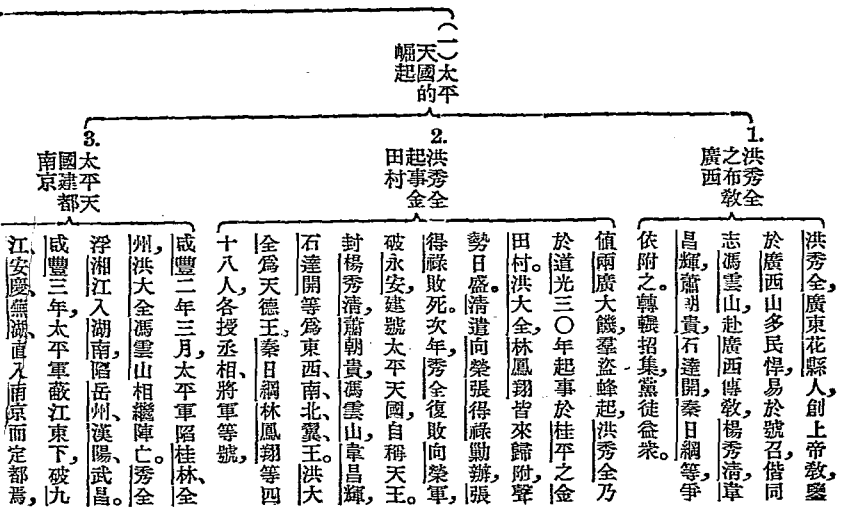 (一)太平
天國的
崛起
1.洪秀全
之布敎
廣西
洪秀全，廣東花縣人，創上帝敎，鑒
於廣西山多民悍，易於號召，偕同
志馮雲山赴廣西傳敎，楊秀清韋
昌輝，蕭朝貴，石達開，秦日綱等爭
依附之。轉輾招集，黨徒益衆。
2.洪秀全
起事金
田村
値兩廣大饑，羣盜蜂起，洪秀全乃
於道光三〇年起事於桂平之金
田村。洪大全，林鳳翔皆來歸附，聲
勢日盛。清遣向榮張得祿勦辦，張
得祿敗死。次年，秀全復敗向榮軍，
破永安，建號太平天國，自稱天王。
封楊秀清，蕭朝貴，馮雲山，韋昌輝，
石達開等爲東西、南、北、翼、王。洪大
全爲天德王，秦日綱林鳳翔等四
十八人，各授丞相、將軍等號，
3.太平天
國建都
南京
咸豐二年三月，太平軍陷桂林、全
州，洪大全馮雲山相繼陣亡。秀全
浮湘江入湖南，陷岳州、漢陽、武昌。
咸豐三年，太平軍蔽江東下，破九
江、安慶、蕪湖，直入南京而定都焉，